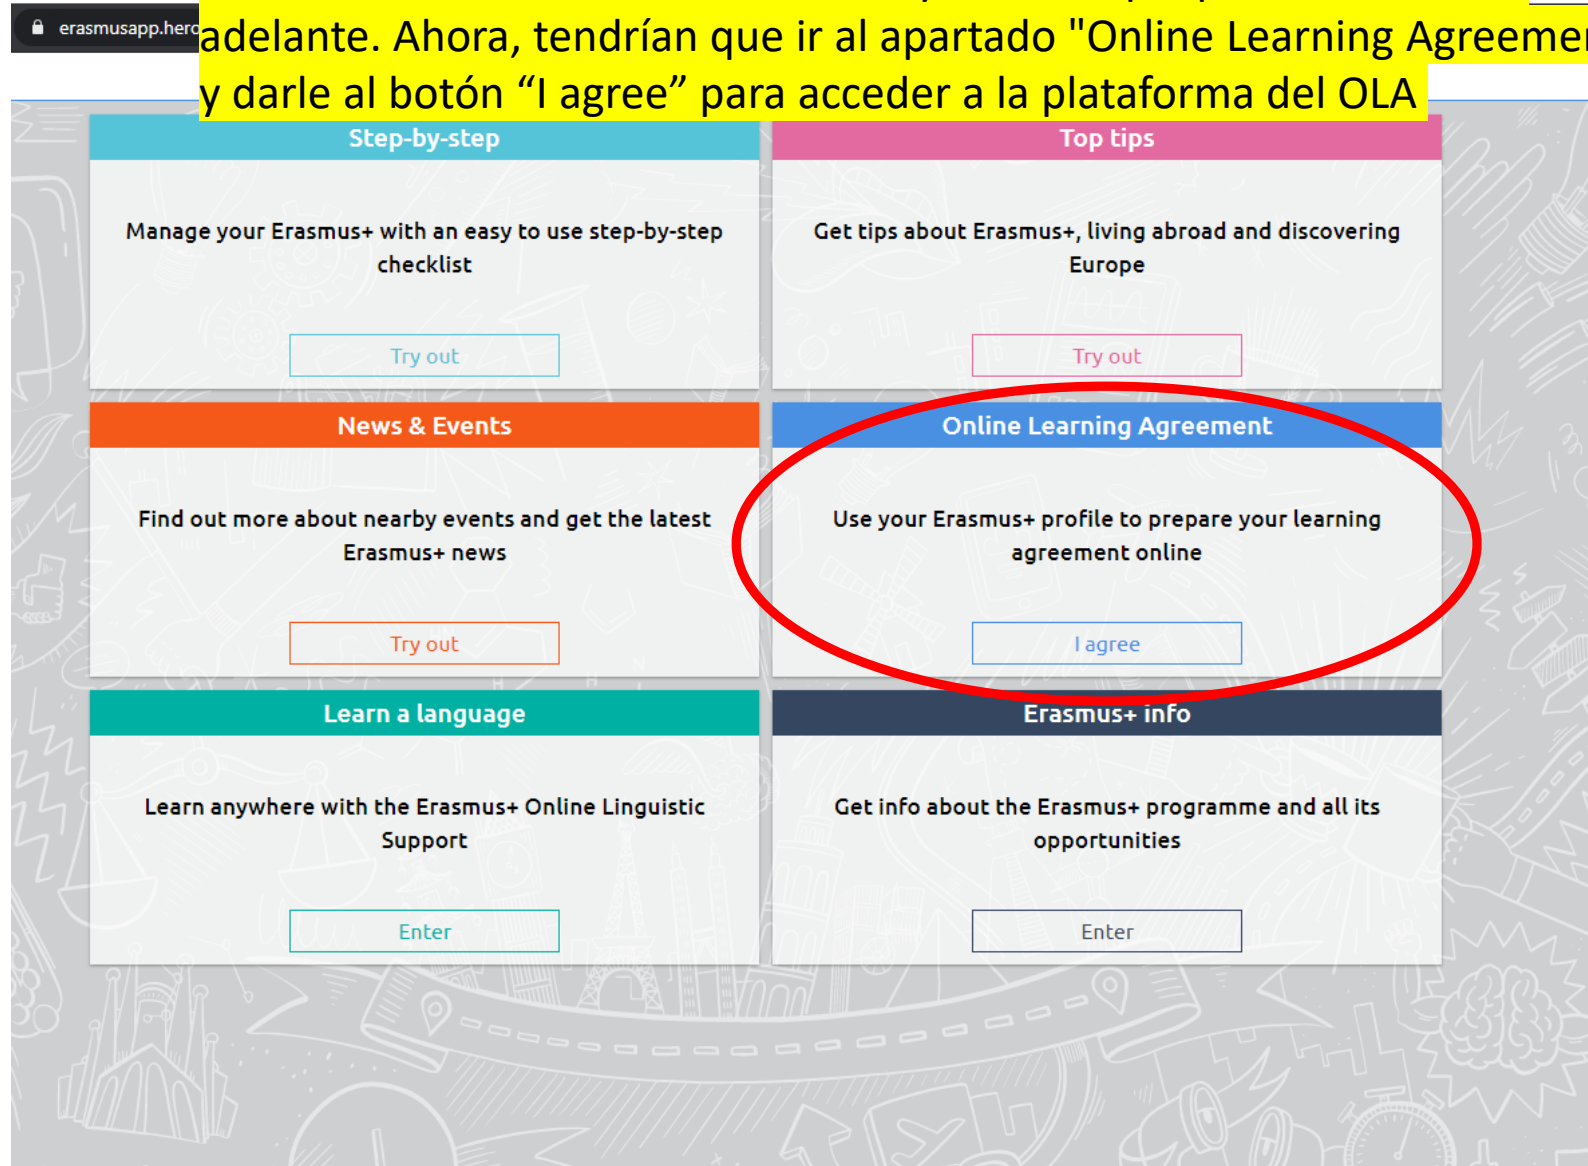 erasmusapp.hero
adelante. Ahora, tendrían que ir al apartado "Online Learning Agreemen
y darle al botón “I agree” para acceder a la plataforma del OLA
Step-by-step
Manage your Erasmus+ with an easy to use step-by-step
checklist
Try out
Top tips
Get tips about Erasmus+, living abroad and discovering
Europe
Try out
News & Events
Find out more about nearby events and get the latest
Erasmus+ news
Try out
Online Learning Agreement
Use your Erasmus+ profile to prepare your learning
agreement online
I agree
Learn a language
Learn anywhere with the Erasmus+ Online Linguistic
Support
Enter
Erasmus+ info
Get info about the Erasmus+ programme and all its
opportunities
Enter